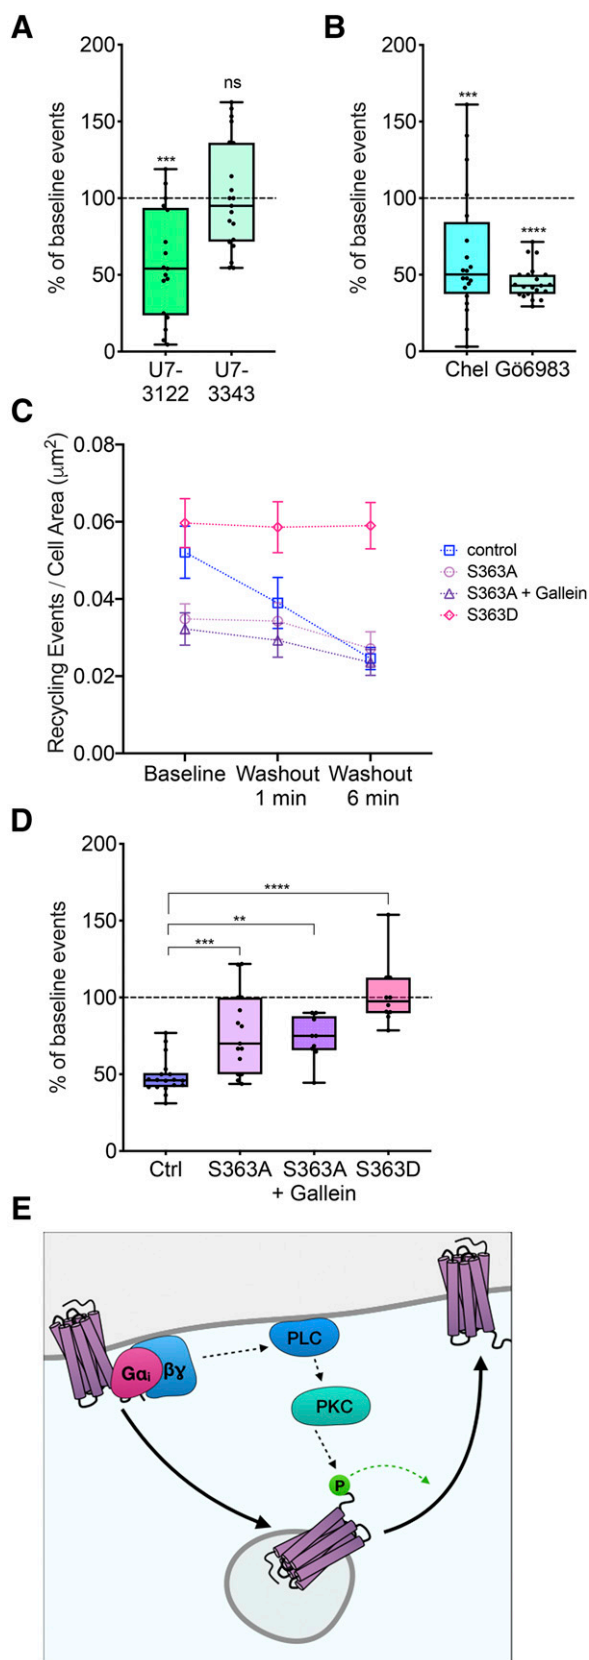 A
% of baseline events
200
150
100
50
0
***
ns
U7-
3122
U7-
3343
B
% of baseline events
200
150
100
50
0
***
****
Chel Gö6983
C
Recycling Events / Cell Area (μm²)
0.08
0.06
0.04
0.02
0.00
Baseline
Washout
1 min
Washout
6 min
control
S363A
S363A + Gallein
S363D
D
% of baseline events
200
150
100
50
0
****
**
***
Ctrl
S363A
S363A
+ Gallein
S363D
E
Gαi
βγ
PLC
PKC
P